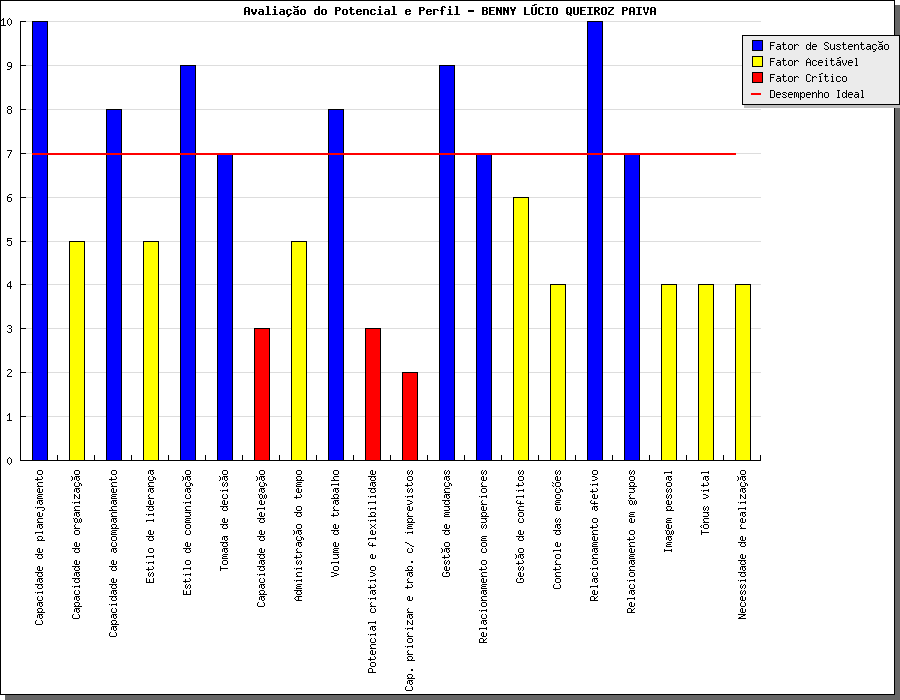 Avaliação do Potencial e Perfil - BENNY LÚCIO QUEIROZ PAIVA
Fator de Sustentação
Fator Aceitável
Fator Crítico
Desempenho Ideal
10
9
8
7
6
5
4
3
2
1
0
Capacidade de planejamento
Capacidade de organização
Capacidade de acompanhamento
Estilo de liderança
Estilo de comunicação
Tomada de decisão
Capacidade de delegação
Administração do tempo
Volume de trabalho
Potencial criativo e flexibilidade
Cap. priorizar e trab. c/ imprevistos
Gestão de mudanças
Relacionamento com superiores
Gestão de conflitos
Controle das emoções
Relacionamento afetivo
Relacionamento em grupos
Imagem pessoal
Tônus vital
Necessidade de realização